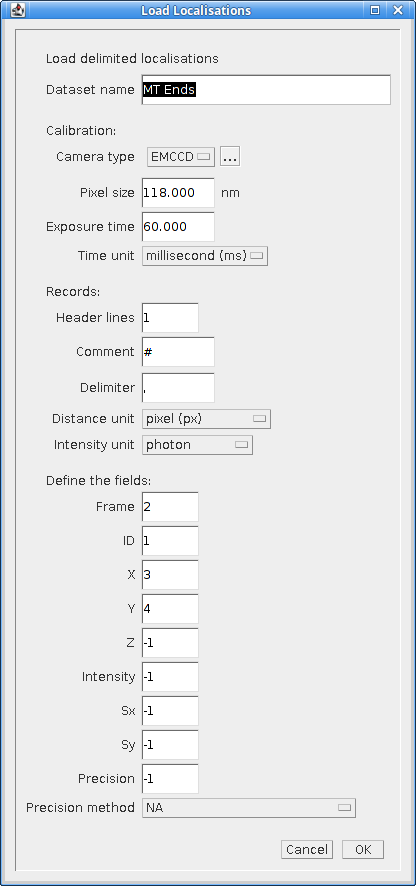 Load Localisations
Load delimited localisations
Dataset name MT Ends
Calibration:
Camera type EMCCD ...
Pixel size 118.000 nm
Exposure time 60.000
Time unit millisecond (ms)
Records:
Header lines 1
Comment #
Delimiter ,
Distance unit pixel (px)
Intensity unit photon
Define the fields:
Frame 2
ID 1
X 3
Y 4
Z -1
Intensity -1
Sx -1
Sy -1
Precision -1
Precision method NA
Cancel OK